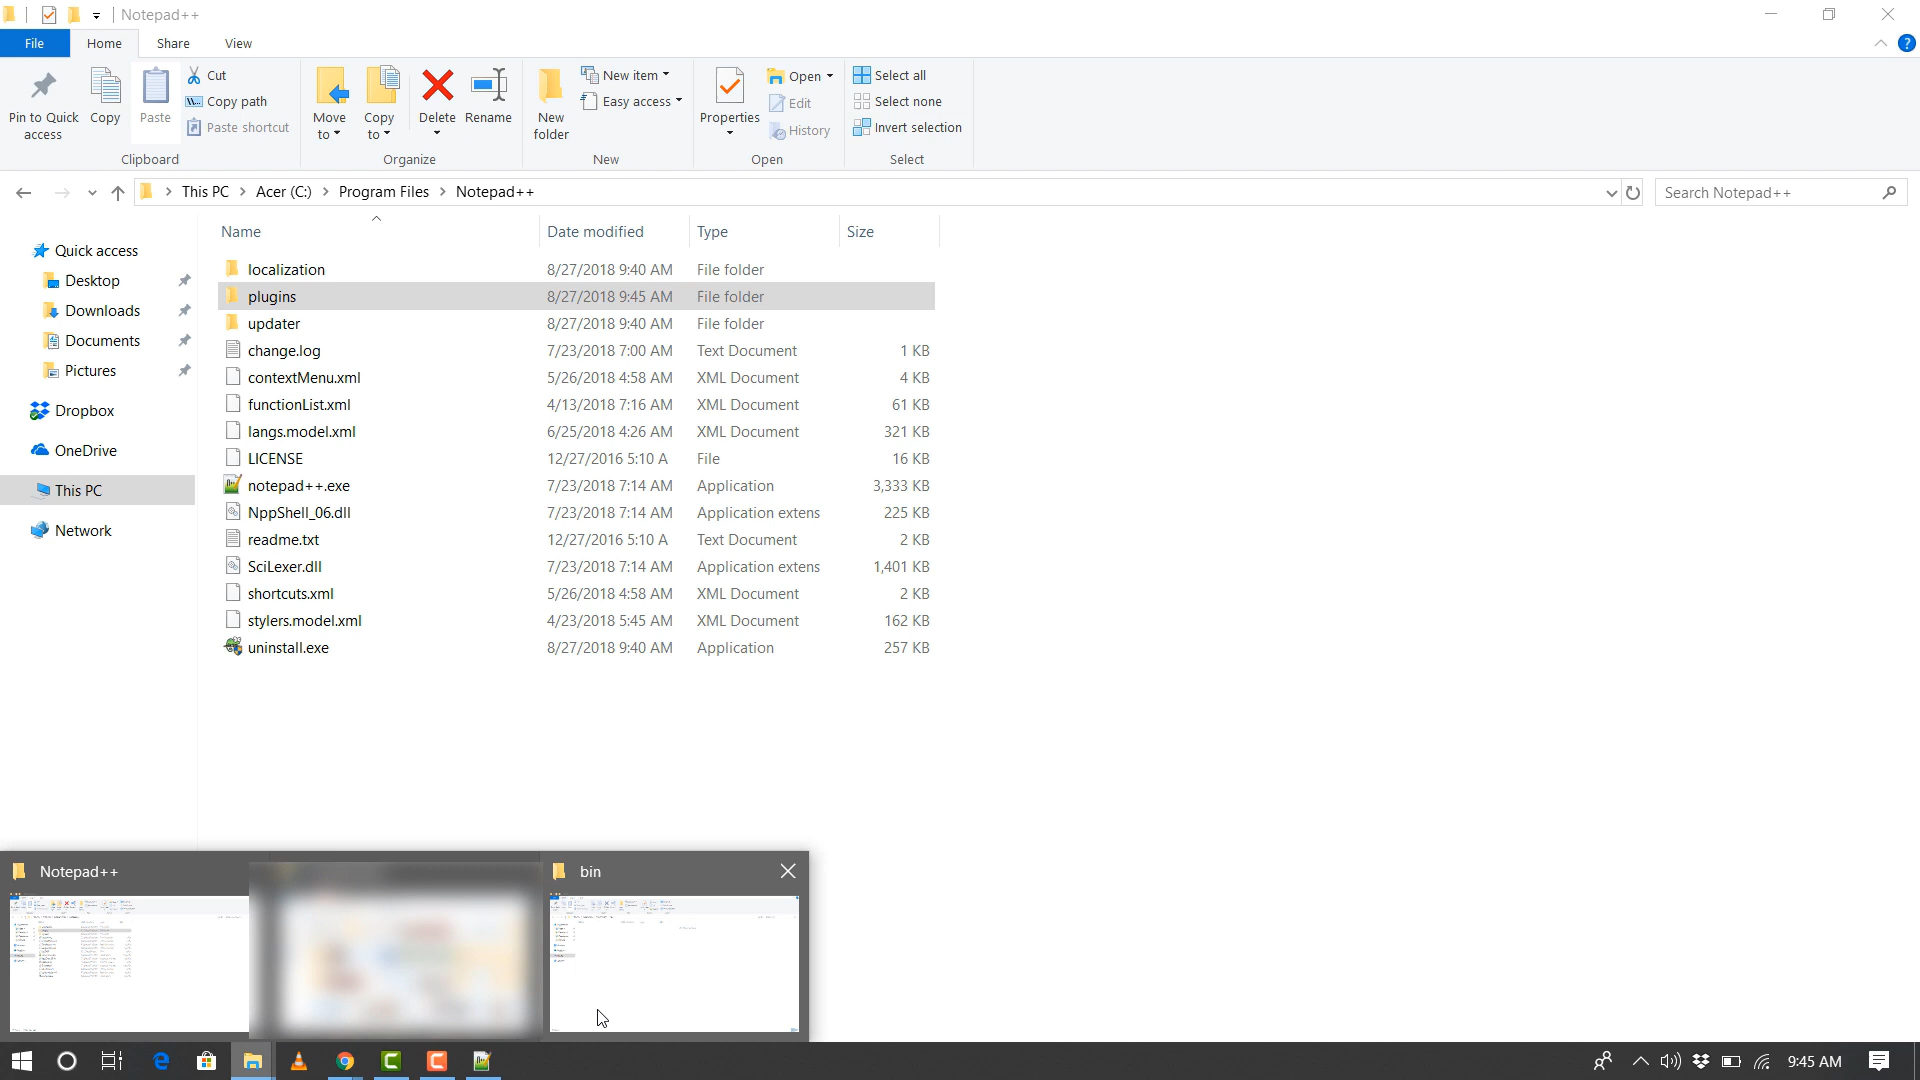 Notepad++
File Home Share View
Pin to Quick access
Copy
Paste
Cut
Copy path
Paste shortcut
Clipboard
Move to
Copy to
Delete
Rename
Organize
New folder
New item
Easy access
New
Properties
Open
Edit
History
Open
Select all
Select none
Invert selection
Select
This PC Acer (C:) Program Files Notepad++
Search Notepad++
Quick access
Desktop
Downloads
Documents
Pictures
Dropbox
OneDrive
This PC
Network
Name Date modified Type Size
localization 8/27/2018 9:40 AM File folder
plugins 8/27/2018 9:45 AM File folder
updater 8/27/2018 9:40 AM File folder
change.log 7/23/2018 7:00 AM Text Document 1 KB
contextMenu.xml 5/26/2018 4:58 AM XML Document 4 KB
functionList.xml 4/13/2018 7:16 AM XML Document 61 KB
langs.model.xml 6/25/2018 4:26 AM XML Document 321 KB
LICENSE 12/27/2016 5:10 A File 16 KB
notepad++.exe 7/23/2018 7:14 AM Application 3,333 KB
NppShell_06.dll 7/23/2018 7:14 AM Application extens 225 KB
readme.txt 12/27/2016 5:10 A Text Document 2 KB
SciLexer.dll 7/23/2018 7:14 AM Application extens 1,401 KB
shortcuts.xml 5/26/2018 4:58 AM XML Document 2 KB
stylers.model.xml 4/23/2018 5:45 AM XML Document 162 KB
uninstall.exe 8/27/2018 9:40 AM Application 257 KB
Notepad++
bin
9:45 AM